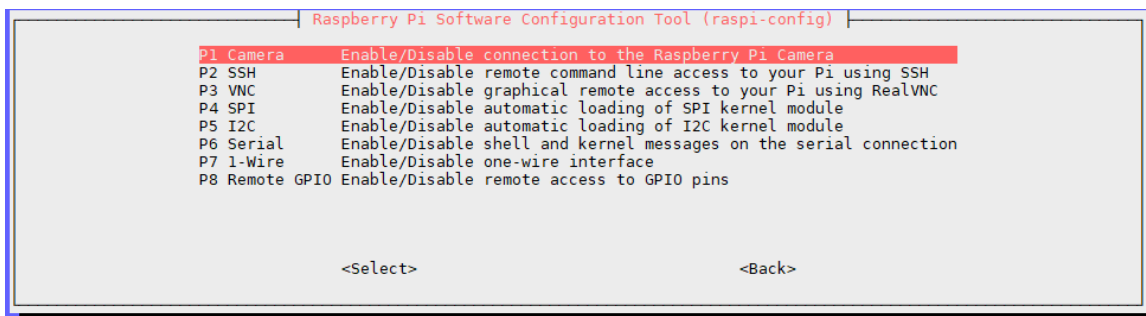 Raspberry Pi Software Configuration Tool (raspi-config)
P1 Camera Enable/Disable connection to the Raspberry Pi Camera
P2 SSH Enable/Disable remote command line access to your Pi using SSH
P3 VNC Enable/Disable graphical remote access to your Pi using RealVNC
P4 SPI Enable/Disable automatic loading of SPI kernel module
P5 I2C Enable/Disable automatic loading of I2C kernel module
P6 Serial Enable/Disable shell and kernel messages on the serial connection
P7 1-Wire Enable/Disable one-wire interface
P8 Remote GPIO Enable/Disable remote access to GPIO pins
<Select> <Back>